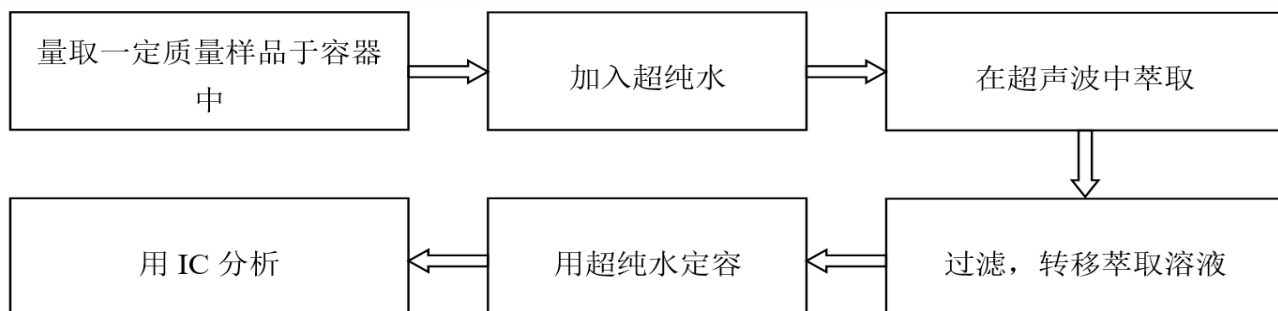 量取一定质量样品于容器
中
加入超纯水
在超声波中萃取
过滤，转移萃取溶液
用超纯水定容
用 IC 分析